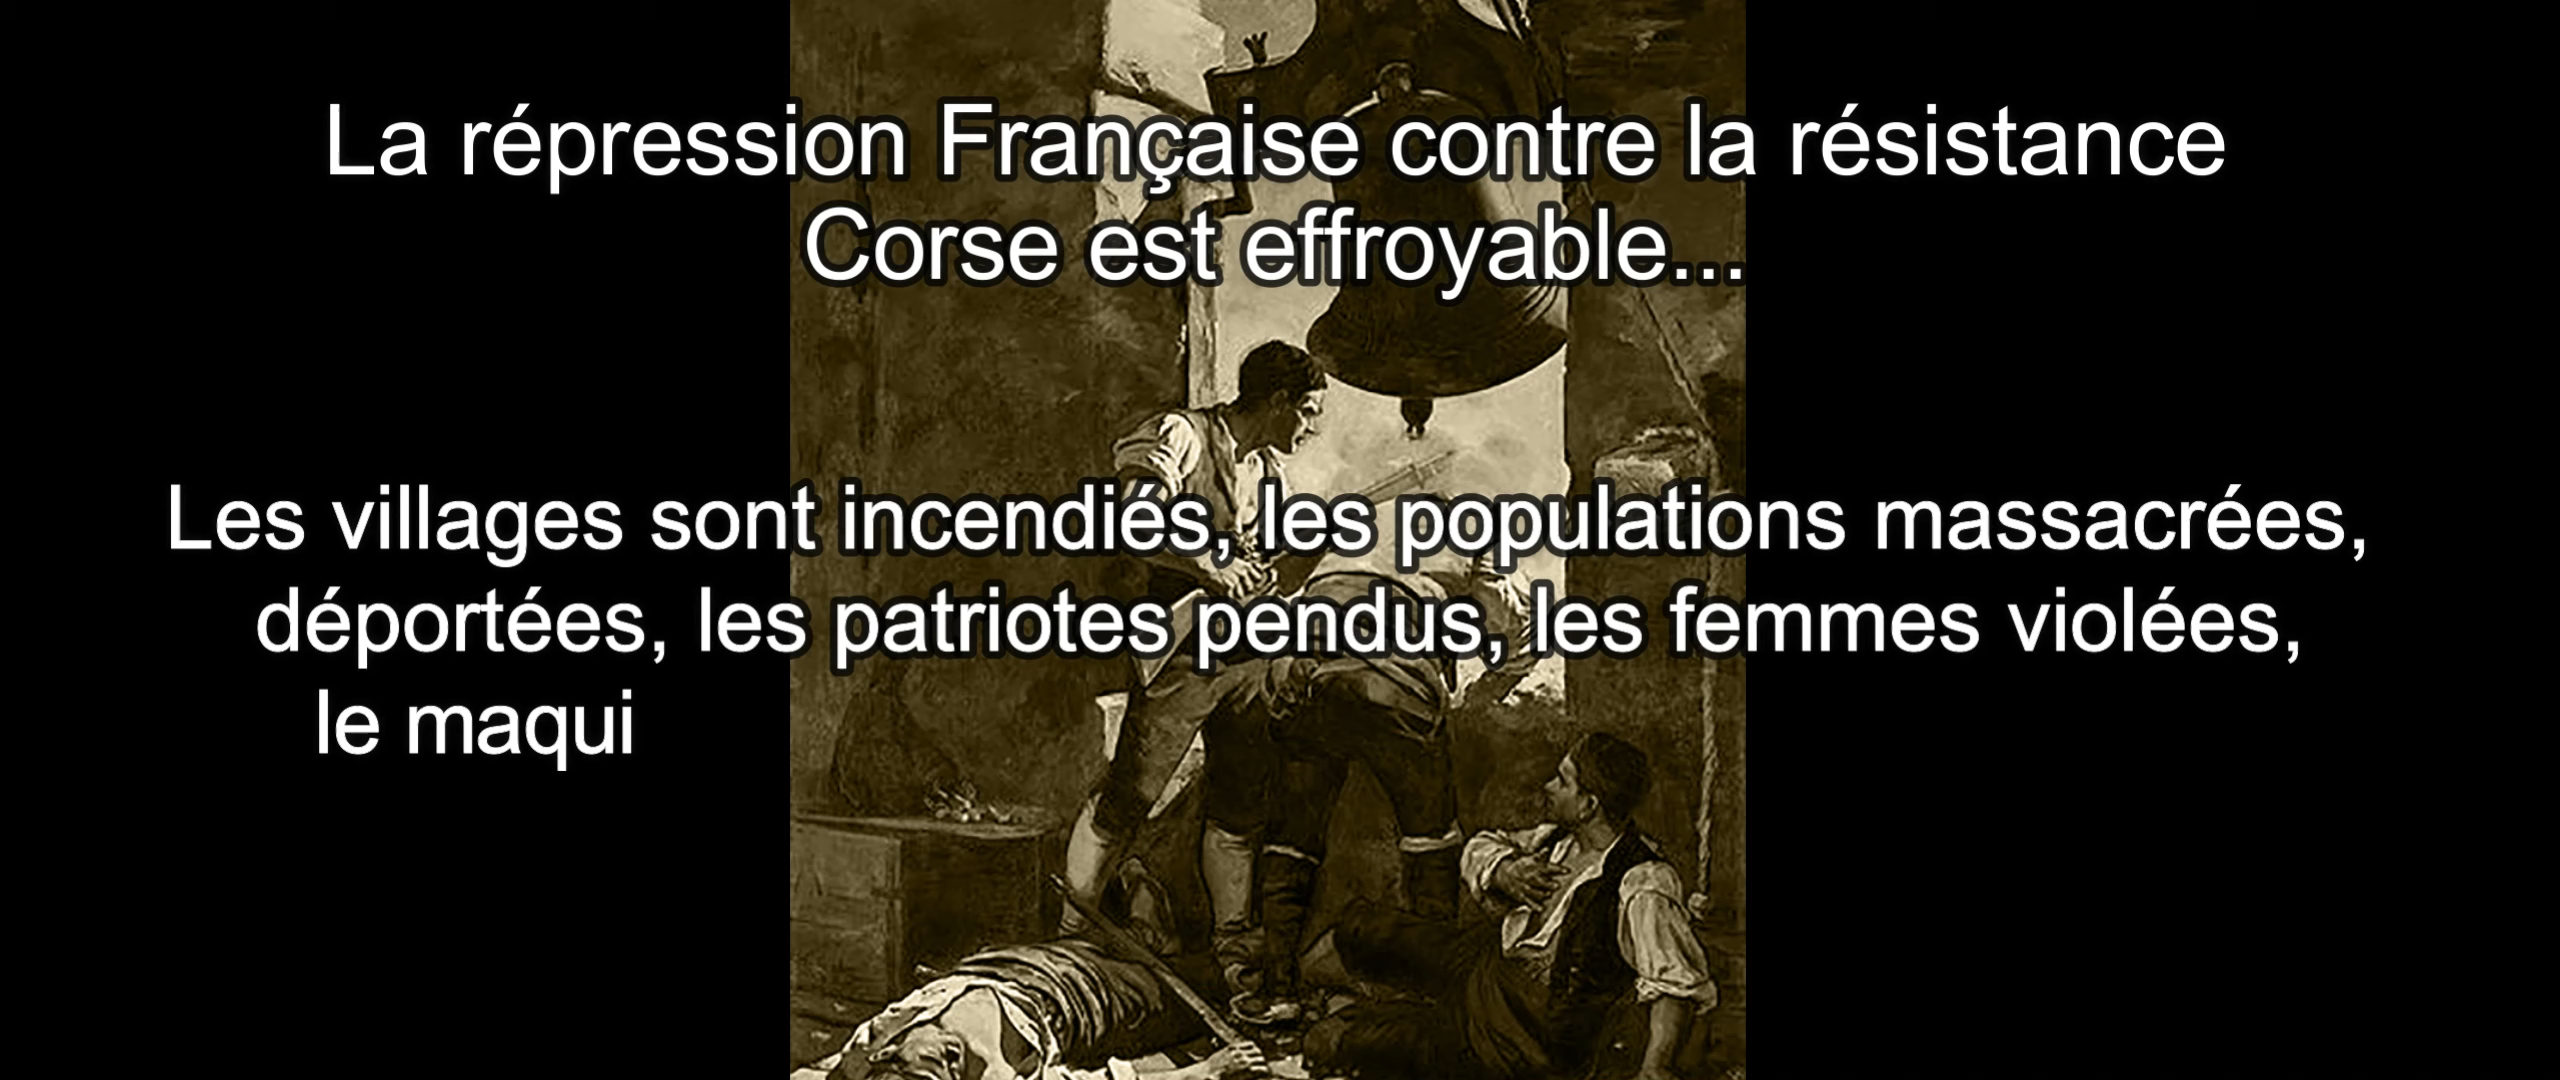 La répression Française contre la résistance
Corse est effroyable...
Les villages sont incendiés, les populations massacrées,
déportées, les patriotes pendus, les femmes violées,
le maqui